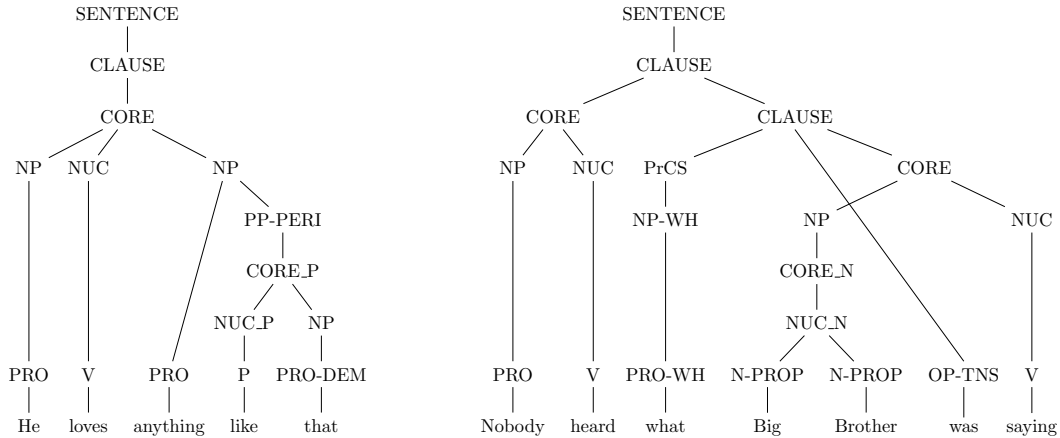 SENTENCE SENTENCE
CLAUSE CLAUSE
CORE CORE CLAUSE
NP NUC NP NP NUC PrCS CORE
PP-PERI NP-WH NP NUC
CORE_P CORE_N
NUC_P NP NUC_N
PRO V PRO P PRO-DEM PRO V PRO-WH N-PROP N-PROP OP-TNS V
He loves anything like that Nobody heard what Big Brother was saying